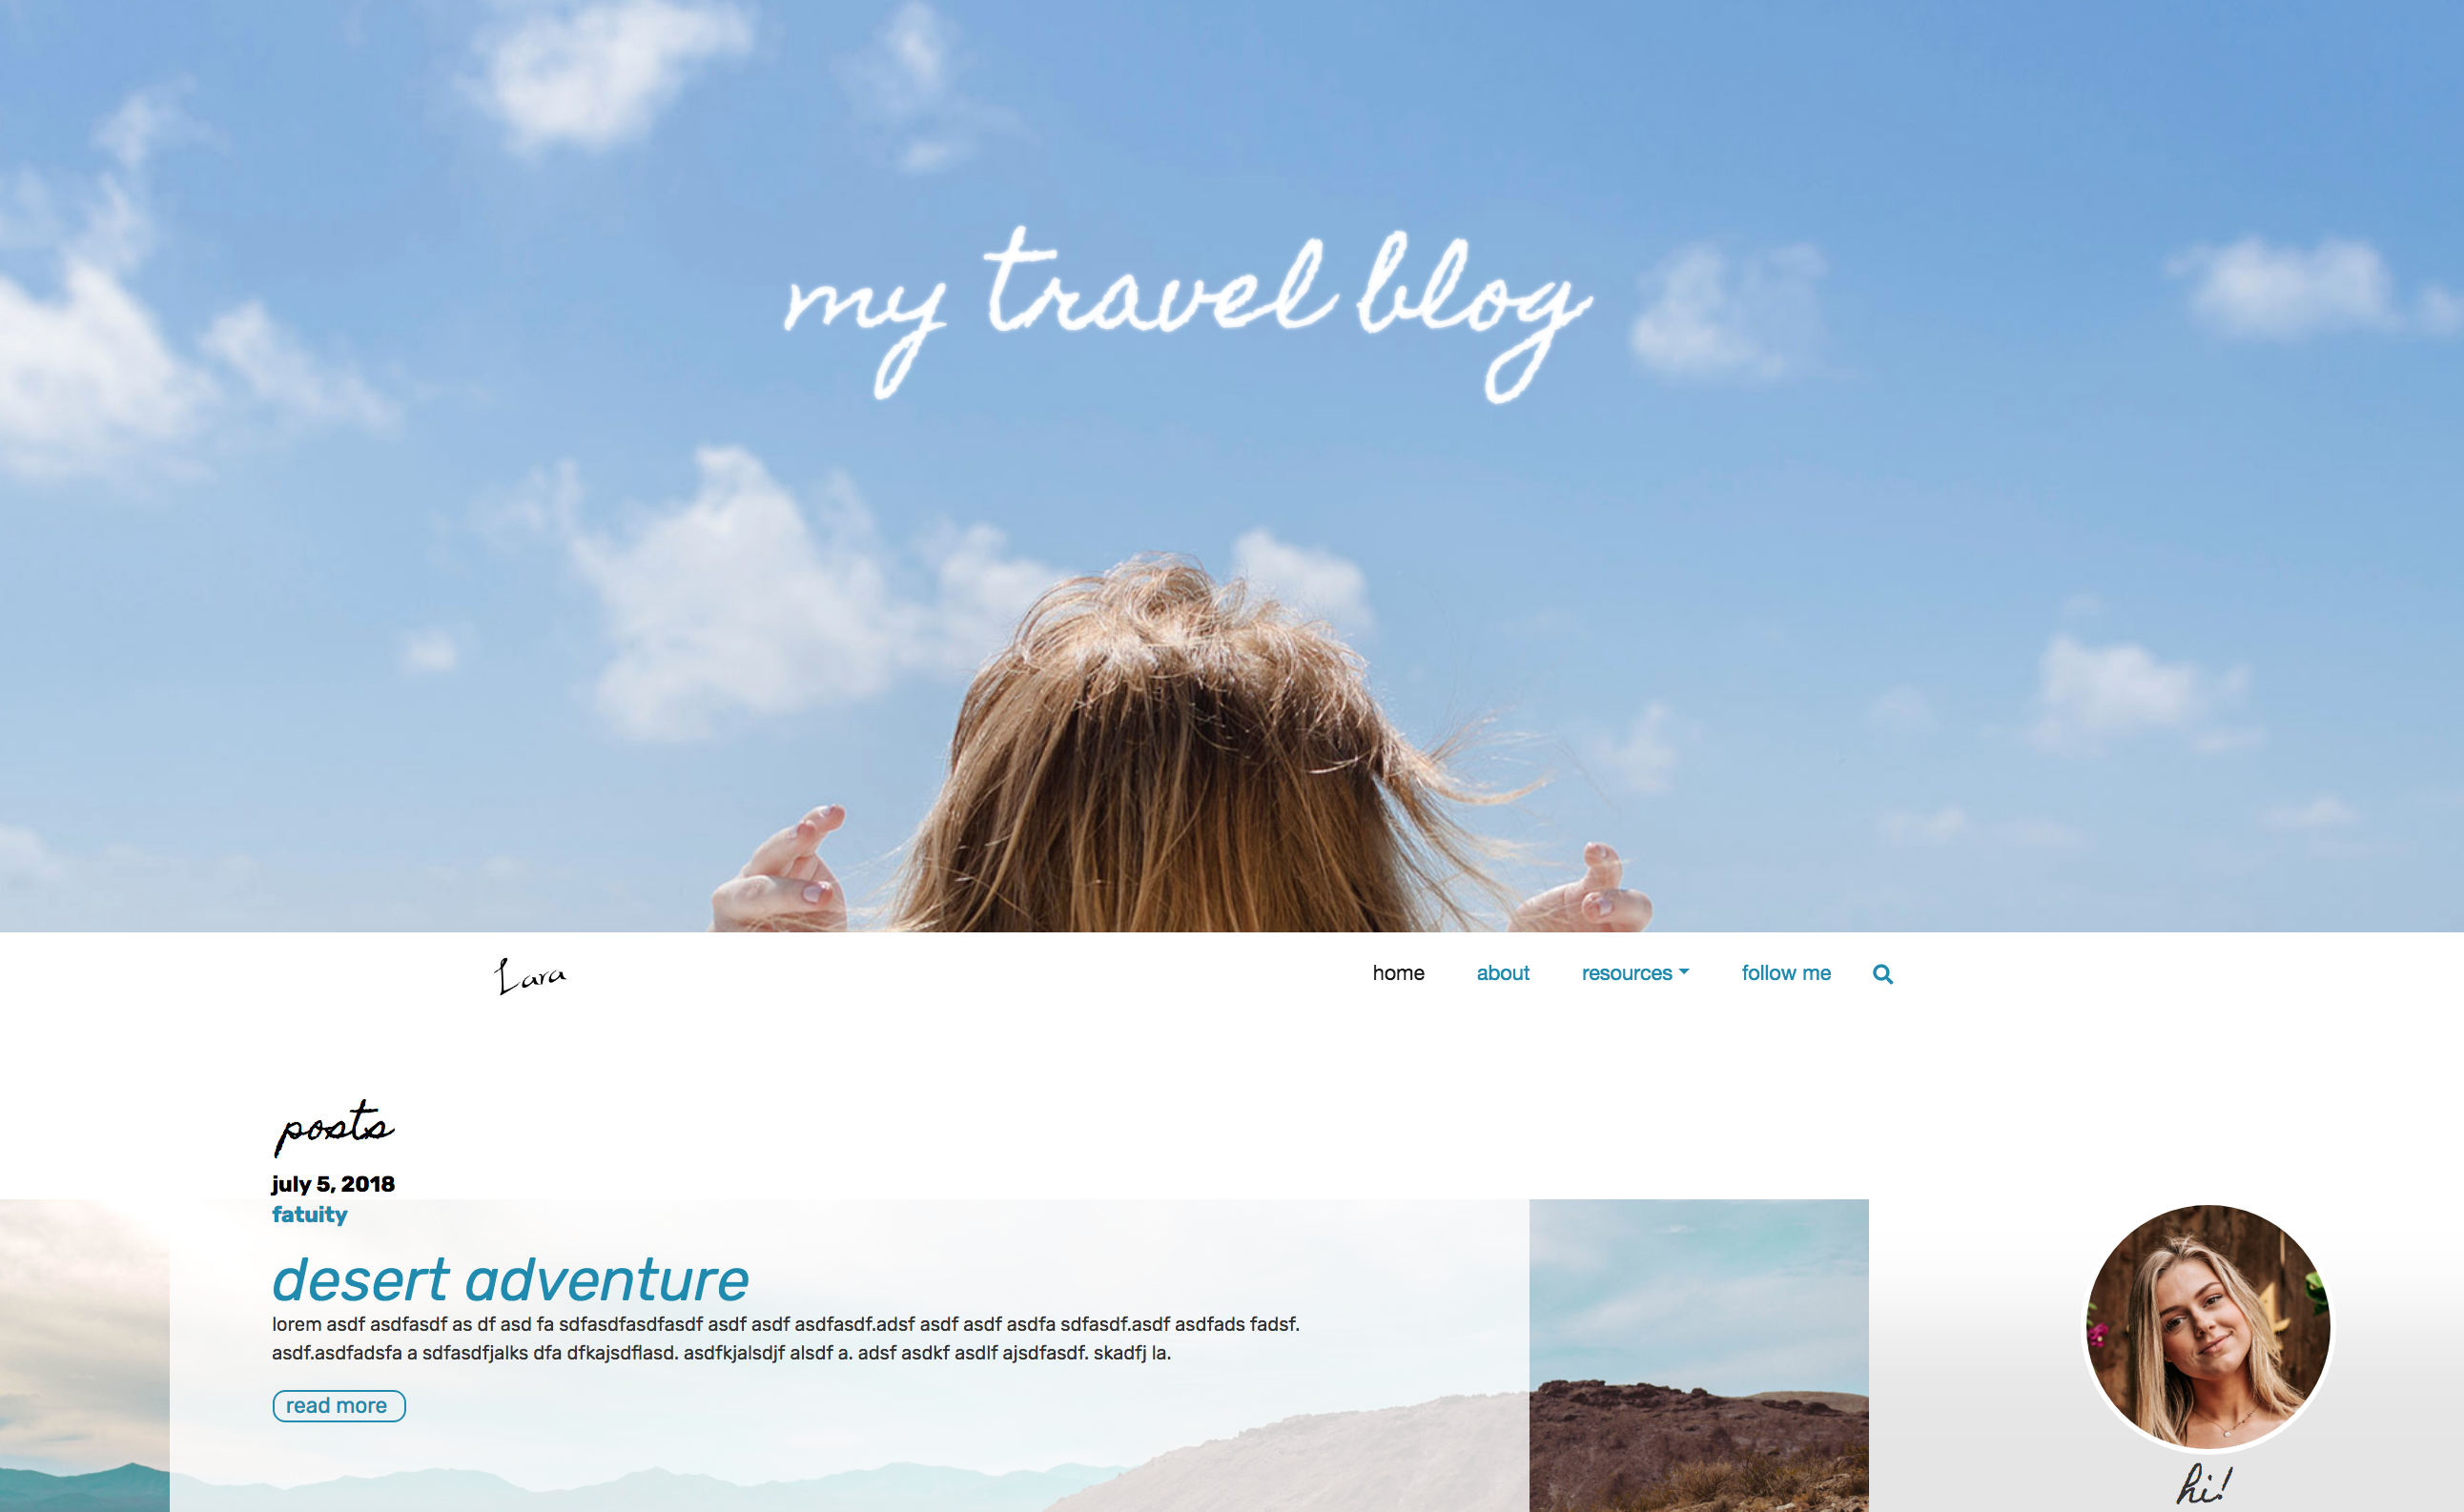 my travel blog
Lara
home about resources follow me
posts
july 5, 2018
fatuity
desert adventure
lorem asdf asdfasdf as df asd fa sdfasdfasdfasdf asdf asdf asdfasdf.adsf asdf asdf asdfa sdfasdf.asdf asdfads fadsf.
asdf.asdfadsfa a sdfasdfjalks dfa dfkajsdflasd. asdfkjalsdjf alsdf a. adsf asdkf asdlf ajsdfasdf. skadfj la.
read more
hi!